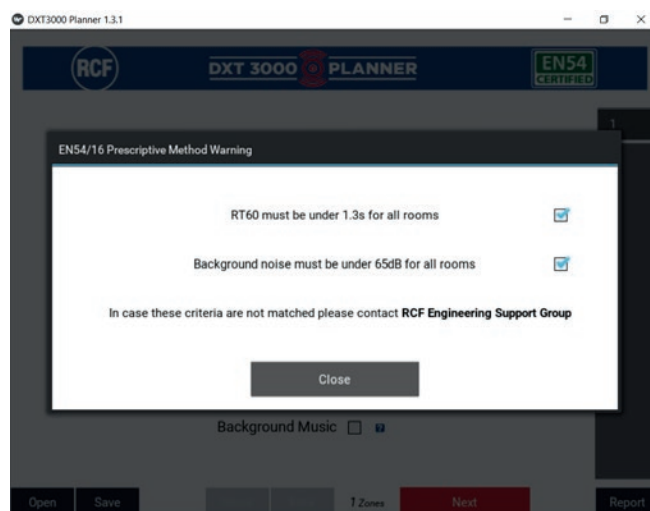 DXT3000 Planner 1.3.1
RCF
DXT 3000 PLANNER
EN54
CERTIFIED
1
EN54/16 Prescriptive Method Warning
RT60 must be under 1.3s for all rooms
Background noise must be under 65dB for all rooms
In case these criteria are not matched please contact RCF Engineering Support Group
Close
Background Music
Open Save 1 Zones Next Report